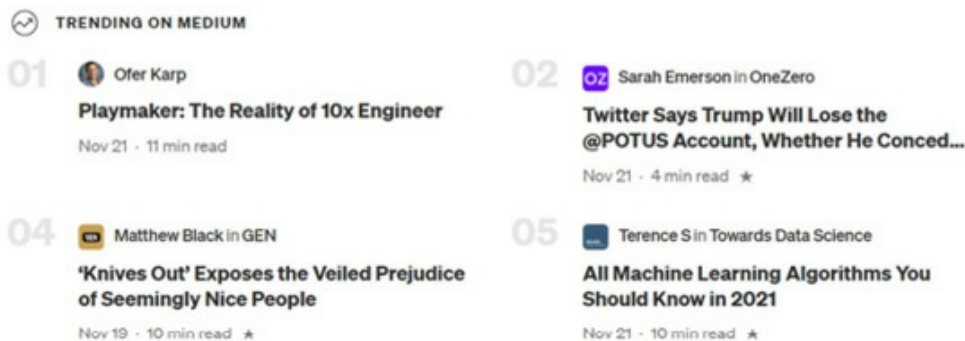 TRENDING ON MEDIUM
01
Ofer Karp
Playmaker: The Reality of 10x Engineer
Nov 21 · 11 min read
02
OZ
Sarah Emerson in OneZero
Twitter Says Trump Will Lose the
@POTUS Account, Whether He Conced...
Nov 21 · 4 min read ★
04
GEN
Matthew Black in GEN
‘Knives Out’ Exposes the Veiled Prejudice
of Seemingly Nice People
Nov 19 · 10 min read ★
05
Terence S in Towards Data Science
All Machine Learning Algorithms You
Should Know in 2021
Nov 21 · 10 min read ★